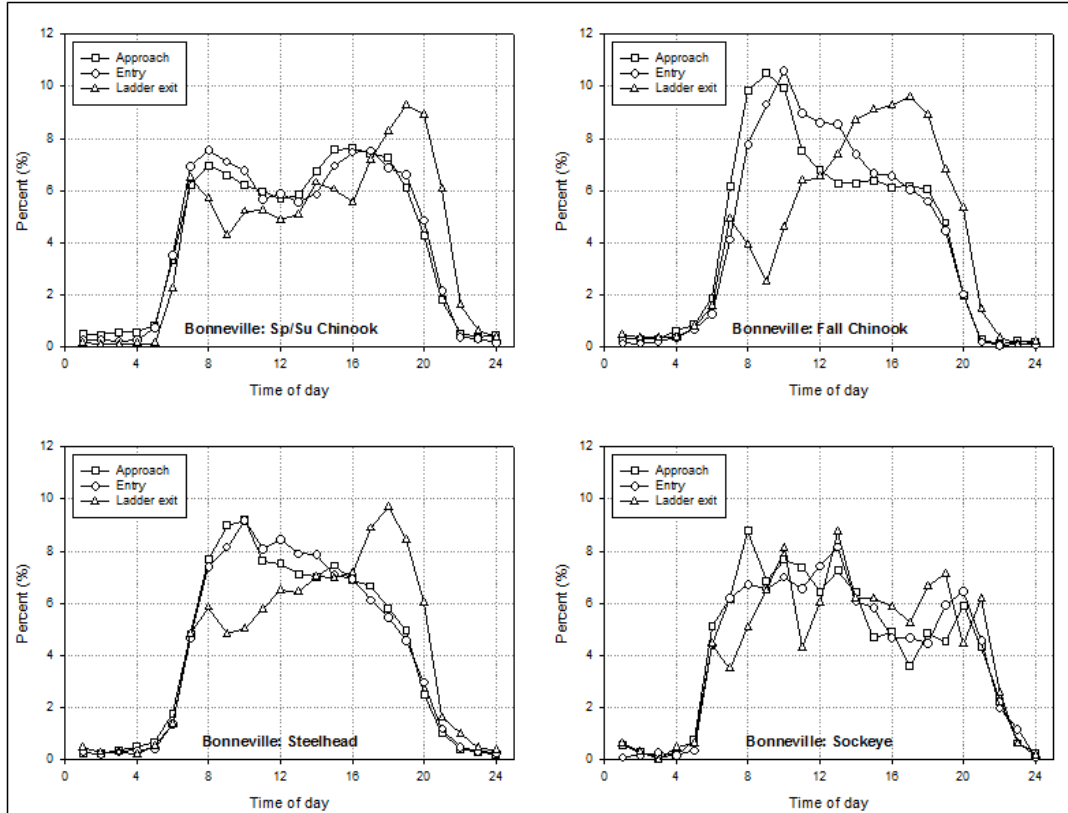 12
10
8
6
4
2
0
Percent (%)
Approach
Entry
Ladder exit
Bonneville: Sp/Su Chinook
0 4 8 12 16 20 24
Time of day
12
10
8
6
4
2
0
Percent (%)
Approach
Entry
Ladder exit
Bonneville: Fall Chinook
0 4 8 12 16 20 24
Time of day
12
10
8
6
4
2
0
Percent (%)
Approach
Entry
Ladder exit
Bonneville: Steelhead
0 4 8 12 16 20 24
Time of day
12
10
8
6
4
2
0
Percent (%)
Approach
Entry
Ladder exit
Bonneville: Sockeye
0 4 8 12 16 20 24
Time of day